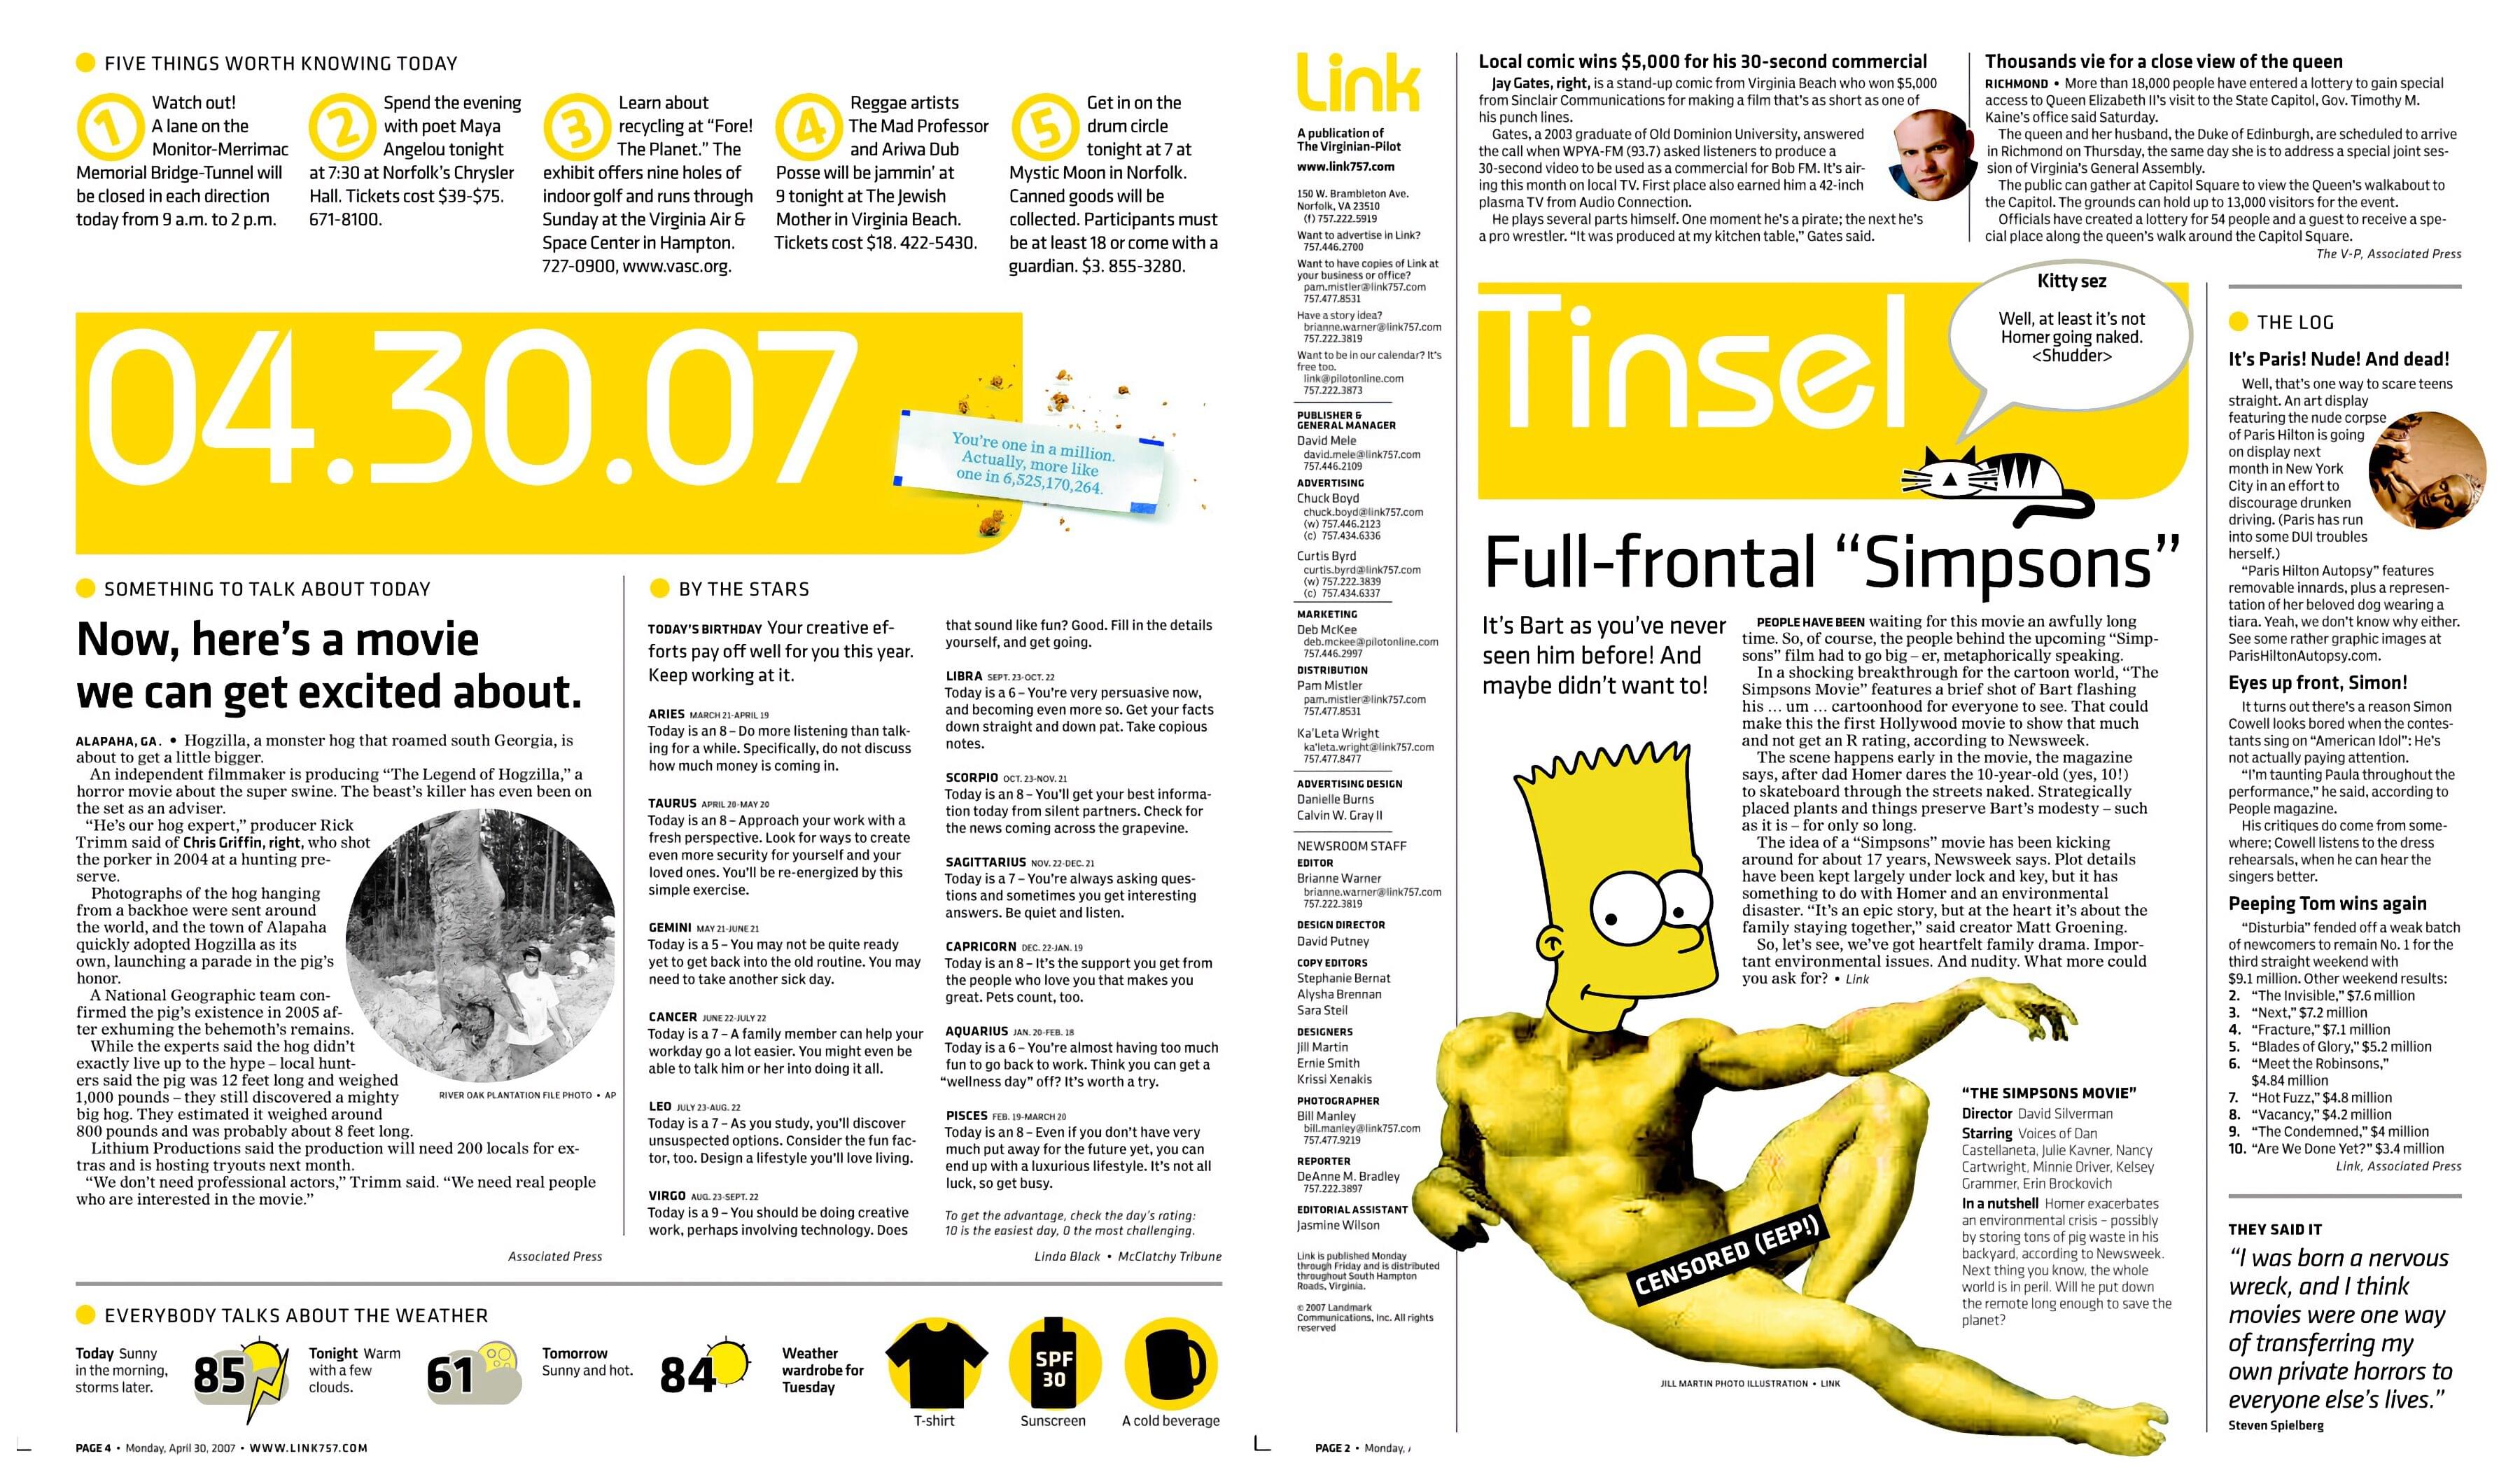 FIVE THINGS WORTH KNOWING TODAY
1
Watch out!
A lane on the
Monitor-Merrimac
Memorial Bridge-Tunnel will
be closed in each direction
today from 9 a.m. to 2 p.m.
2
Spend the evening
with poet Maya
Angelou tonight
at 7:30 at Norfolk's Chrysler
Hall. Tickets cost $39-$75.
671-8100.
3
Learn about
recycling at “Fore!
The Planet.” The
exhibit offers nine holes of
indoor golf and runs through
Sunday at the Virginia Air &
Space Center in Hampton.
727-0900, www.vasc.org.
4
Reggae artists
The Mad Professor
and Ariwa Dub
Posse will be jammin’ at
9 tonight at The Jewish
Mother in Virginia Beach.
Tickets cost $18. 422-5430.
5
Get in on the
drum circle
tonight at 7 at
Mystic Moon in Norfolk.
Canned goods will be
collected. Participants must
be at least 18 or come with a
guardian. $3. 855-3280.
04.30.07
You’re one in a million.
Actually, more like
one in 6,525,170,264.
SOMETHING TO TALK ABOUT TODAY
Now, here’s a movie
we can get excited about.
ALAPAHA, GA. • Hogzilla, a monster hog that roamed south Georgia, is
about to get a little bigger.
An independent filmmaker is producing “The Legend of Hogzilla,” a
horror movie about the super swine. The beast’s killer has even been on
the set as an adviser.
“He’s our hog expert,” producer Rick
Trimm said of Chris Griffin, right, who shot
the porker in 2004 at a hunting pre-
serve.
Photographs of the hog hanging
from a backhoe were sent around
the world, and the town of Alapaha
quickly adopted Hogzilla as its
own, launching a parade in the pig’s
honor.
A National Geographic team con-
firmed the pig’s existence in 2005 af-
ter exhuming the behemoth’s remains.
While the experts said the hog didn’t
exactly live up to the hype – local hunt-
ers said the pig was 12 feet long and weighed
1,000 pounds – they still discovered a mighty
big hog. They estimated it weighed around
800 pounds and was probably about 8 feet long.
Lithium Productions said the production will need 200 locals for ex-
tras and is hosting tryouts next month.
“We don’t need professional actors,” Trimm said. “We need real people
who are interested in the movie.”
RIVER OAK PLANTATION FILE PHOTO • AP
Associated Press
BY THE STARS
TODAY’S BIRTHDAY Your creative ef-
forts pay off well for you this year.
Keep working at it.
ARIES MARCH 21-APRIL 19
Today is an 8 – Do more listening than talk-
ing for a while. Specifically, do not discuss
how much money is coming in.
TAURUS APRIL 20-MAY 20
Today is an 8 – Approach your work with a
fresh perspective. Look for ways to create
even more security for yourself and your
loved ones. You’ll be re-energized by this
simple exercise.
GEMINI MAY 21-JUNE 21
Today is a 5 – You may not be quite ready
yet to get back into the old routine. You may
need to take another sick day.
CANCER JUNE 22-JULY 22
Today is a 7 – A family member can help your
workday go a lot easier. You might even be
able to talk him or her into doing it all.
LEO JULY 23-AUG. 22
Today is a 7 – As you study, you’ll discover
unsuspected options. Consider the fun fac-
tor, too. Design a lifestyle you’ll love living.
VIRGO AUG. 23-SEPT. 22
Today is a 9 – You should be doing creative
work, perhaps involving technology. Does
that sound like fun? Good. Fill in the details
yourself, and get going.
LIBRA SEPT. 23-OCT. 22
Today is a 6 – You’re very persuasive now,
and becoming even more so. Get your facts
down straight and down pat. Take copious
notes.
SCORPIO OCT. 23-NOV. 21
Today is an 8 – You’ll get your best informa-
tion today from silent partners. Check for
the news coming across the grapevine.
SAGITTARIUS NOV. 22-DEC. 21
Today is a 7 – You’re always asking ques-
tions and sometimes you get interesting
answers. Be quiet and listen.
CAPRICORN DEC. 22-JAN. 19
Today is an 8 – It’s the support you get from
the people who love you that makes you
great. Pets count, too.
AQUARIUS JAN. 20-FEB. 18
Today is a 6 – You’re almost having too much
fun to go back to work. Think you can get a
“wellness day” off? It’s worth a try.
PISCES FEB. 19-MARCH 20
Today is an 8 – Even if you don’t have very
much put away for the future yet, you can
end up with a luxurious lifestyle. It’s not all
luck, so get busy.
To get the advantage, check the day’s rating:
10 is the easiest day, 0 the most challenging.
Linda Black • McClatchy Tribune
EVERYBODY TALKS ABOUT THE WEATHER
Today Sunny
in the morning,
storms later.
85
Tonight Warm
with a few
clouds.
61
Tomorrow
Sunny and hot.
84
Weather
wardrobe for
Tuesday
T-shirt
SPF
30
Sunscreen
A cold beverage
PAGE 4 • Monday, April 30, 2007 • WWW.LINK757.COM
Link
A publication of
The Virginian-Pilot
www.link757.com
150 W. Brambleton Ave.
Norfolk, VA 23510
(f) 757.222.5919
Want to advertise in Link?
757.446.2700
Want to have copies of Link at
your business or office?
pam.mistler@link757.com
757.477.8531
Have a story idea?
brianne.warner@link757.com
757.222.3819
Want to be in our calendar? It’s
free too.
link@pilotonline.com
757.222.3873
PUBLISHER &
GENERAL MANAGER
David Mele
david.mele@link757.com
757.446.2109
ADVERTISING
Chuck Boyd
chuck.boyd@link757.com
(w) 757.446.2123
(c) 757.434.6336
Curtis Byrd
curtis.byrd@link757.com
(w) 757.222.3839
(c) 757.434.6337
MARKETING
Deb McKee
deb.mckee@pilotonline.com
757.446.2997
DISTRIBUTION
Pam Mistler
pam.mistler@link757.com
757.477.8531
Ka’Leta Wright
ka’leta.wright@link757.com
757.477.8477
ADVERTISING DESIGN
Danielle Burns
Calvin W. Gray II
NEWSROOM STAFF
EDITOR
Brianne Warner
brianne.warner@link757.com
757.222.3819
DESIGN DIRECTOR
David Putney
COPY EDITORS
Stephanie Bernat
Alysha Brennan
Sara Steil
DESIGNERS
Jill Martin
Ernie Smith
Krissi Xenakis
PHOTOGRAPHER
Bill Manley
bill.manley@link757.com
757.477.9219
REPORTER
DeAnne M. Bradley
757.222.3897
EDITORIAL ASSISTANT
Jasmine Wilson
Link is published Monday
through Friday and is distributed
throughout South Hampton
Roads, Virginia.
© 2007 Landmark
Communications, Inc. All rights
reserved
PAGE 2 • Monday,
Local comic wins $5,000 for his 30-second commercial
Jay Gates, right, is a stand-up comic from Virginia Beach who won $5,000
from Sinclair Communications for making a film that’s as short as one of
his punch lines.
Gates, a 2003 graduate of Old Dominion University, answered
the call when WPYA-FM (93.7) asked listeners to produce a
30-second video to be used as a commercial for Bob FM. It’s air-
ing this month on local TV. First place also earned him a 42-inch
plasma TV from Audio Connection.
He plays several parts himself. One moment he’s a pirate; the next he’s
a pro wrestler. “It was produced at my kitchen table,” Gates said.
Thousands vie for a close view of the queen
RICHMOND • More than 18,000 people have entered a lottery to gain special
access to Queen Elizabeth II’s visit to the State Capitol, Gov. Timothy M.
Kaine’s office said Saturday.
The queen and her husband, the Duke of Edinburgh, are scheduled to arrive
in Richmond on Thursday, the same day she is to address a special joint ses-
sion of Virginia’s General Assembly.
The public can gather at Capitol Square to view the Queen’s walkabout to
the Capitol. The grounds can hold up to 13,000 visitors for the event.
Officials have created a lottery for 54 people and a guest to receive a spe-
cial place along the queen’s walk around the Capitol Square.
The V-P, Associated Press
Tinsel
Kitty sez
Well, at least it’s not
Homer going naked.
<Shudder>
Full-frontal “Simpsons”
It’s Bart as you’ve never
seen him before! And
maybe didn’t want to!
PEOPLE HAVE BEEN waiting for this movie an awfully long
time. So, of course, the people behind the upcoming “Simp-
sons” film had to go big – er, metaphorically speaking.
In a shocking breakthrough for the cartoon world, “The
Simpsons Movie” features a brief shot of Bart flashing
his ... um ... cartoonhood for everyone to see. That could
make this the first Hollywood movie to show that much
and not get an R rating, according to Newsweek.
The scene happens early in the movie, the magazine
says, after dad Homer dares the 10-year-old (yes, 10!)
to skateboard through the streets naked. Strategically
placed plants and things preserve Bart’s modesty – such
as it is – for only so long.
The idea of a “Simpsons” movie has been kicking
around for about 17 years, Newsweek says. Plot details
have been kept largely under lock and key, but it has
something to do with Homer and an environmental
disaster. “It’s an epic story, but at the heart it’s about the
family staying together,” said creator Matt Groening.
So, let’s see, we’ve got heartfelt family drama. Impor-
tant environmental issues. And nudity. What more could
you ask for? • Link
CENSORED (EEP!)
“THE SIMPSONS MOVIE”
Director David Silverman
Starring Voices of Dan
Castellaneta, Julie Kavner, Nancy
Cartwright, Minnie Driver, Kelsey
Grammer, Erin Brockovich
In a nutshell Homer exacerbates
an environmental crisis – possibly
by storing tons of pig waste in his
backyard, according to Newsweek.
Next thing you know, the whole
world is in peril. Will he put down
the remote long enough to save the
planet?
JILL MARTIN PHOTO ILLUSTRATION • LINK
THE LOG
It’s Paris! Nude! And dead!
Well, that’s one way to scare teens
straight. An art display
featuring the nude corpse
of Paris Hilton is going
on display next
month in New York
City in an effort to
discourage drunken
driving. (Paris has run
into some DUI troubles
herself.)
“Paris Hilton Autopsy” features
removable innards, plus a represen-
tation of her beloved dog wearing a
tiara. Yeah, we don’t know why either.
See some rather graphic images at
ParisHiltonAutopsy.com.
Eyes up front, Simon!
It turns out there’s a reason Simon
Cowell looks bored when the contes-
tants sing on “American Idol”: He’s
not actually paying attention.
“I’m taunting Paula throughout the
performance,” he said, according to
People magazine.
His critiques do come from some-
where; Cowell listens to the dress
rehearsals, when he can hear the
singers better.
Peeping Tom wins again
“Disturbia” fended off a weak batch
of newcomers to remain No. 1 for the
third straight weekend with
$9.1 million. Other weekend results:
2. “The Invisible,” $7.6 million
3. “Next,” $7.2 million
4. “Fracture,” $7.1 million
5. “Blades of Glory,” $5.2 million
6. “Meet the Robinsons,”
$4.84 million
7. “Hot Fuzz,” $4.8 million
8. “Vacancy,” $4.2 million
9. “The Condemned,” $4 million
10. “Are We Done Yet?” $3.4 million
Link, Associated Press
THEY SAID IT
“I was born a nervous
wreck, and I think
movies were one way
of transferring my
own private horrors to
everyone else’s lives.”
Steven Spielberg